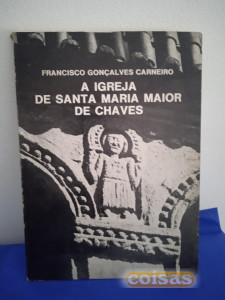 FRANCISCO GONÇALVES CARNEIRO
A IGREJA
DE SANTA MARIA MAIOR
DE CHAVES
coisas